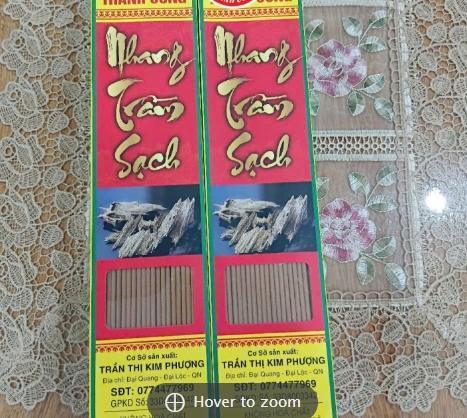 Nhang
Trầm
Sạch
Cơ Sở sản xuất:
TRẦN THỊ KIM PHƯỢNG
Địa chỉ: Đại Quang - Đại Lộc - QN
SĐT: 0774477969
GPKD Số:
Nhang
Trầm
Sạch
Cơ Sở sản xuất:
TRẦN THỊ KIM PHƯỢNG
Địa chỉ: Đại Quang - Đại Lộc - QN
SĐT: 0774477969
Hover to zoom